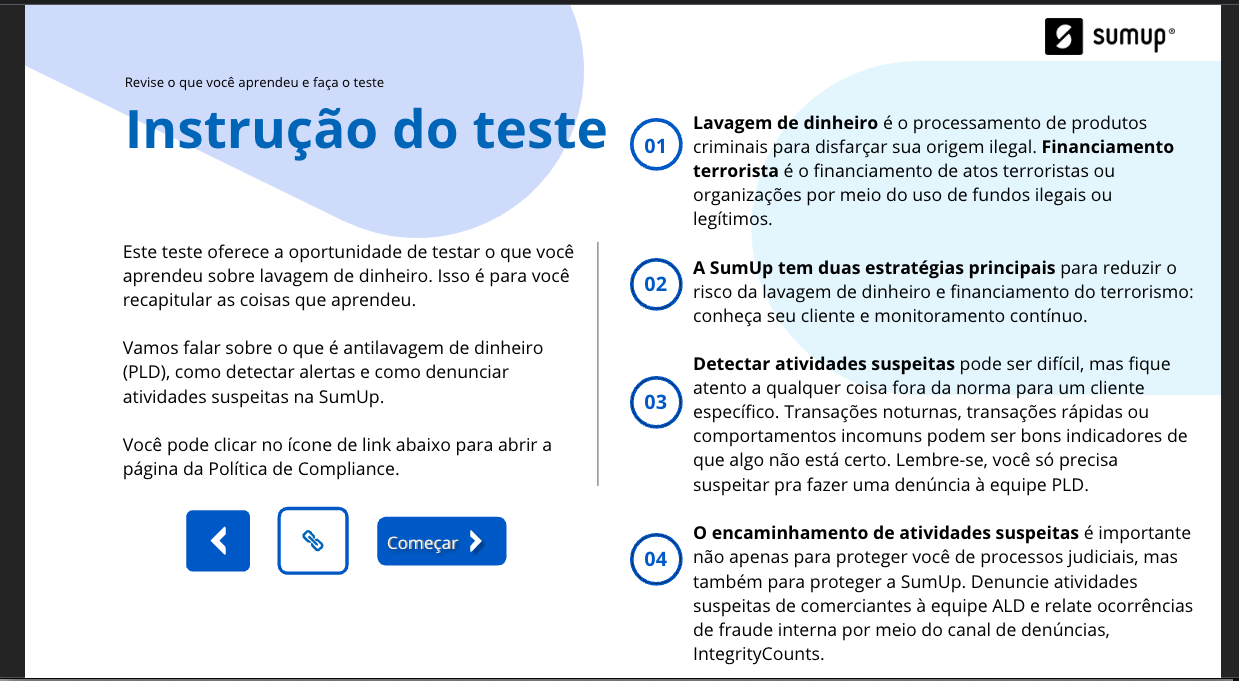 sumup®
Revise o que você aprendeu e faça o teste
Instrução do teste
Este teste oferece a oportunidade de testar o que você
aprendeu sobre lavagem de dinheiro. Isso é para você
recapitular as coisas que aprendeu.
Vamos falar sobre o que é antilavagem de dinheiro
(PLD), como detectar alertas e como denunciar
atividades suspeitas na SumUp.
Você pode clicar no ícone de link abaixo para abrir a
página da Política de Compliance.
Começar
01
Lavagem de dinheiro é o processamento de produtos
criminais para disfarçar sua origem ilegal. Financiamento
terrorista é o financiamento de atos terroristas ou
organizações por meio do uso de fundos ilegais ou
legítimos.
02
A SumUp tem duas estratégias principais para reduzir o
risco da lavagem de dinheiro e financiamento do terrorismo:
conheça seu cliente e monitoramento contínuo.
03
Detectar atividades suspeitas pode ser difícil, mas fique
atento a qualquer coisa fora da norma para um cliente
específico. Transações noturnas, transações rápidas ou
comportamentos incomuns podem ser bons indicadores de
que algo não está certo. Lembre-se, você só precisa
suspeitar pra fazer uma denúncia à equipe PLD.
04
O encaminhamento de atividades suspeitas é importante
não apenas para proteger você de processos judiciais, mas
também para proteger a SumUp. Denuncie atividades
suspeitas de comerciantes à equipe ALD e relate ocorrências
de fraude interna por meio do canal de denúncias,
IntegrityCounts.